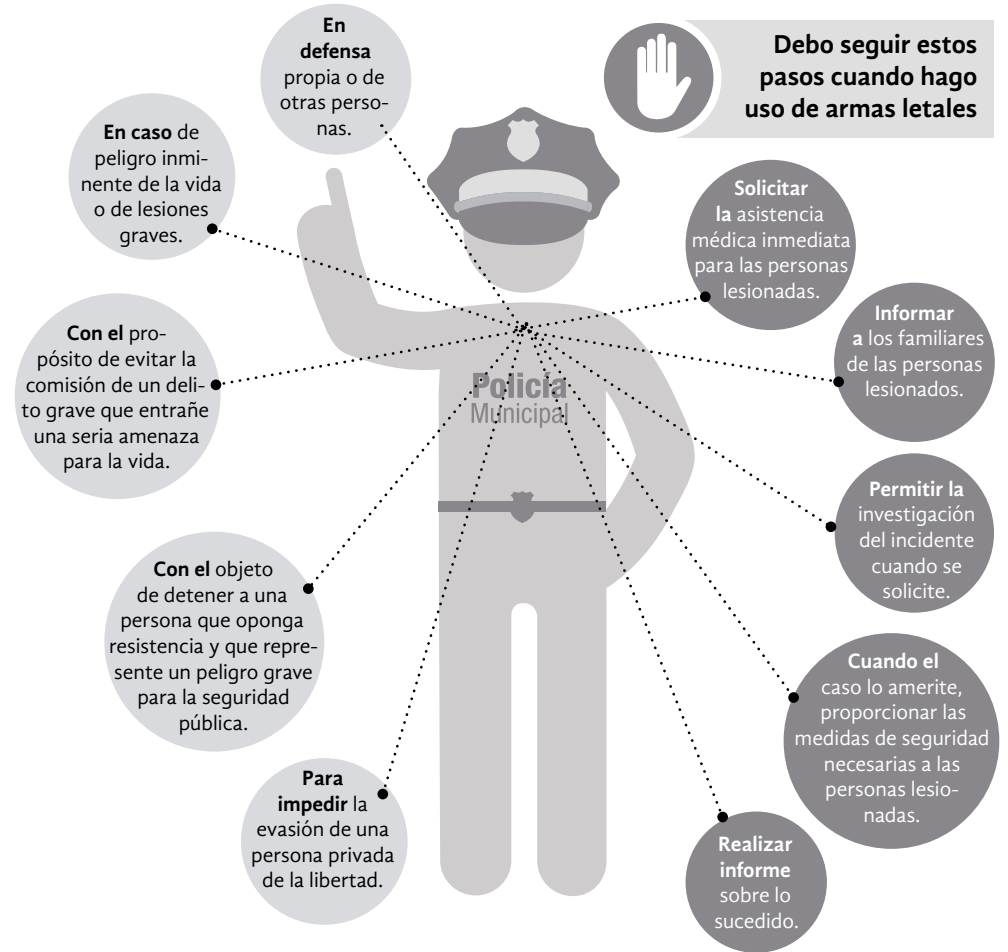 En
defensa
propia o de
otras perso-
nas.
En caso de
peligro inmi-
nente de la vida
o de lesiones
graves.
Con el pro-
pósito de evitar la
comisión de un deli-
to grave que entrañe
una seria amenaza
para la vida.
Con el objeto
de detener a una
persona que oponga
resistencia y que repre-
sente un peligro grave
para la seguridad
pública.
Para
impedir la
evasión de una
persona privada
de la libertad.
Policía
Municipal
Debo seguir estos
pasos cuando hago
uso de armas letales
Solicitar
la asistencia
médica inmediata
para las personas
lesionadas.
Informar
a los familiares
de las personas
lesionados.
Permitir la
investigación
del incidente
cuando se
solicite.
Cuando el
caso lo amerite,
proporcionar las
medidas de seguridad
necesarias a las
personas lesio-
nadas.
Realizar
informe
sobre lo
sucedido.